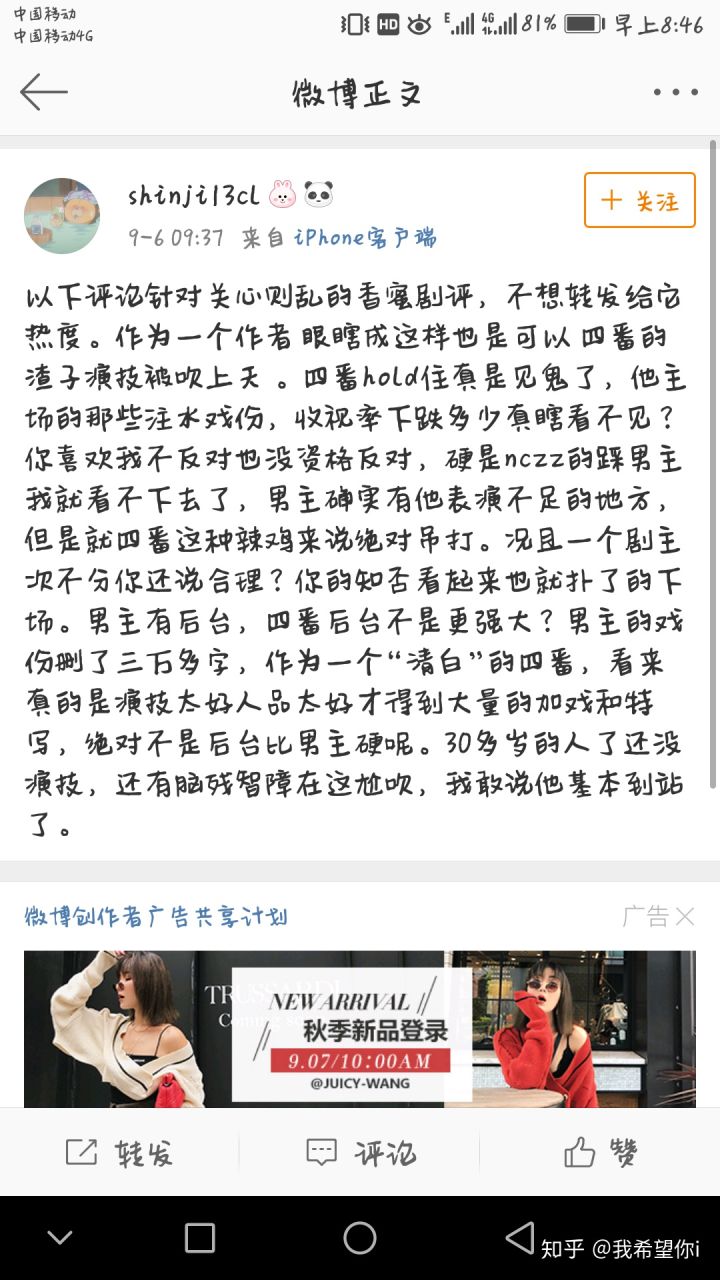 中国移动
中国移动4G
HD
E
4G
81%
早上8:46
微博正文
shinji13cl
+ 关注
9-6 09:37 来自 iPhone客户端
以下评论针对关心则乱的香蜜剧评，不想转发给它
热度。作为一个作者 眼瞎成这样也是可以 四番的
渣子演技被吹上天 。四番hold住真是见鬼了，他主
场的那些注水戏份，收视率下跌多少真瞎看不见？
你喜欢我不反对也没资格反对，硬是nczz的踩男主
我就看不下去了，男主确实有他表演不足的地方，
但是就四番这种辣鸡来说绝对吊打。况且一个剧主
次不分你还说合理？你的知否看起来也就扑了的下
场。男主有后台，四番后台不是更强大？男主的戏
份删了三万多字，作为一个“清白”的四番，看来
真的是演技太好人品太好才得到大量的加戏和特
写，绝对不是后台比男主硬呢。30多岁的人了还没
演技，还有脑残智障在这尬吹，我敢说他基本到站
了。
微博创作者广告共享计划
广告
TRUSSARDI
NEW ARRIVAL
秋季新品登录
9.07/10:00AM
@JUICY-WANG
转发
评论
赞
知乎 @我希望你i